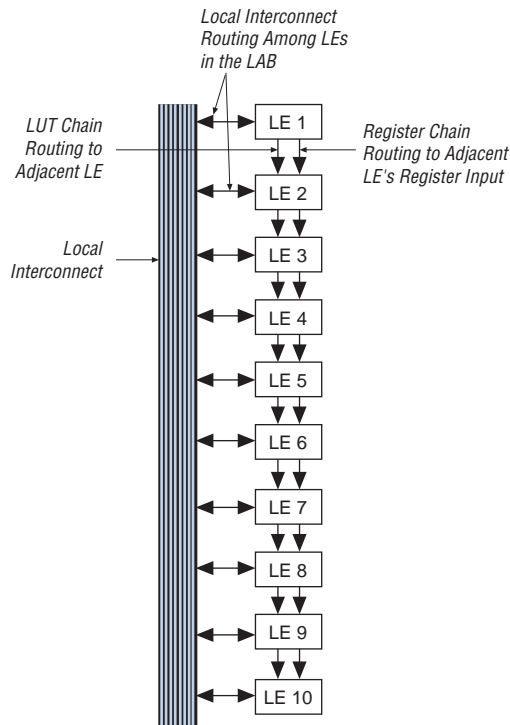 Local Interconnect
Routing Among LEs
in the LAB
LUT Chain
Routing to
Adjacent LE
Register Chain
Routing to Adjacent
LE's Register Input
Local
Interconnect
LE 1
LE 2
LE 3
LE 4
LE 5
LE 6
LE 7
LE 8
LE 9
LE 10